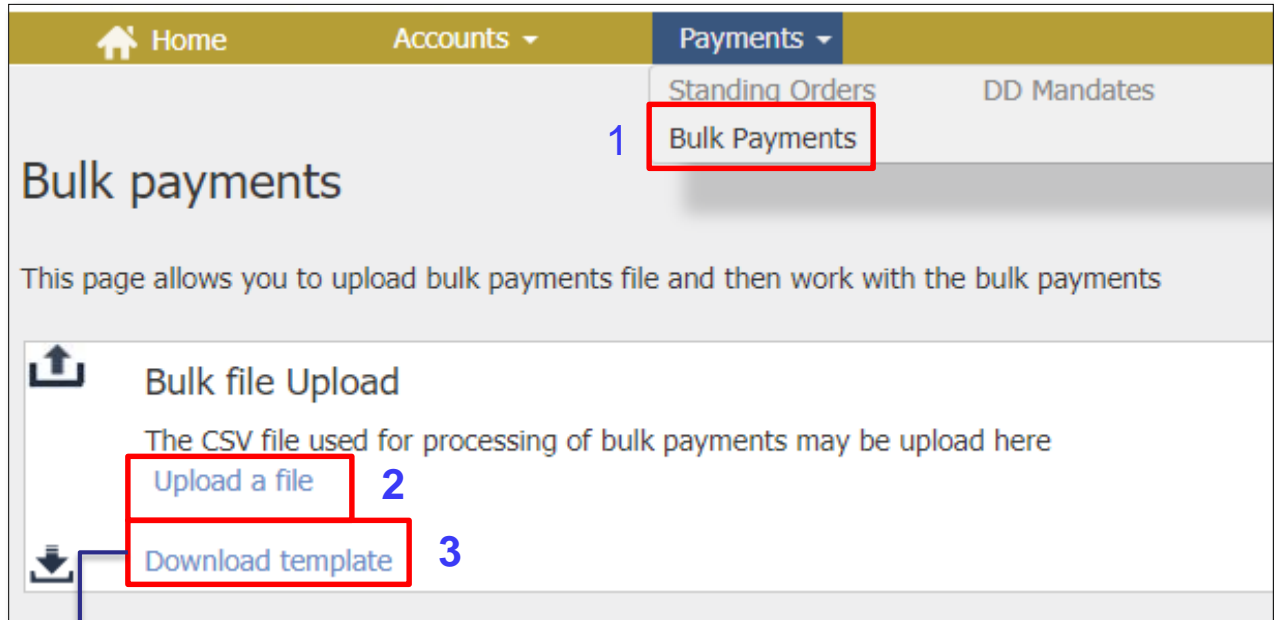 Home Accounts Payments
Standing Orders DD Mandates
1 Bulk Payments
Bulk payments
This page allows you to upload bulk payments file and then work with the bulk payments
Bulk file Upload
The CSV file used for processing of bulk payments may be upload here
Upload a file 2
Download template 3